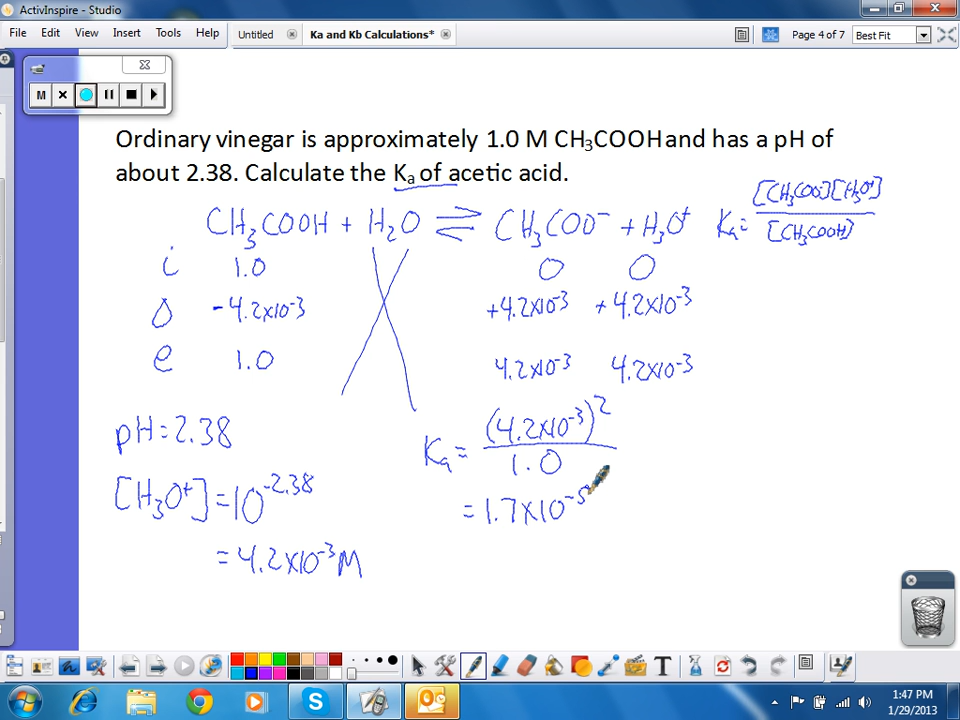 ActivInspire - Studio
File Edit View Insert Tools Help Untitled Ka and Kb Calculations* Page 4 of 7 Best Fit
M
Ordinary vinegar is approximately 1.0 M CH₃COOH and has a pH of
about 2.38. Calculate the Kₐ of acetic acid.
CH₃COOH + H₂O ⇌ CH₃COO⁻ + H₃O⁺ Kₐ = [CH₃COO⁻][H₃O⁺] / [CH₃COOH]
i 1.0 0 0
Δ -4.2x10⁻³ +4.2x10⁻³ +4.2x10⁻³
e 1.0 4.2x10⁻³ 4.2x10⁻³
pH = 2.38
[H₃O⁺] = 10⁻²·³⁸
= 4.2x10⁻³ M
Kₐ = (4.2x10⁻³)² / 1.0
= 1.7x10⁻⁵
1:47 PM
1/29/2013